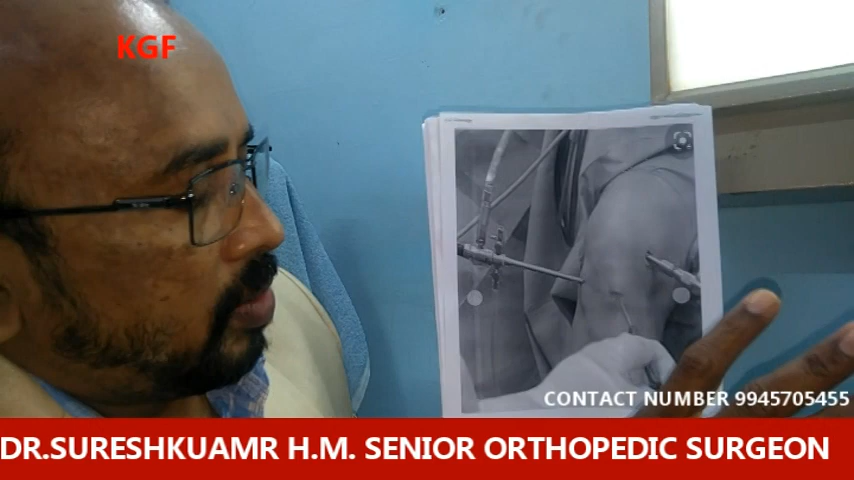 KGF
CONTACT NUMBER 9945705455
DR.SURESHKUAMR H.M. SENIOR ORTHOPEDIC SURGEON